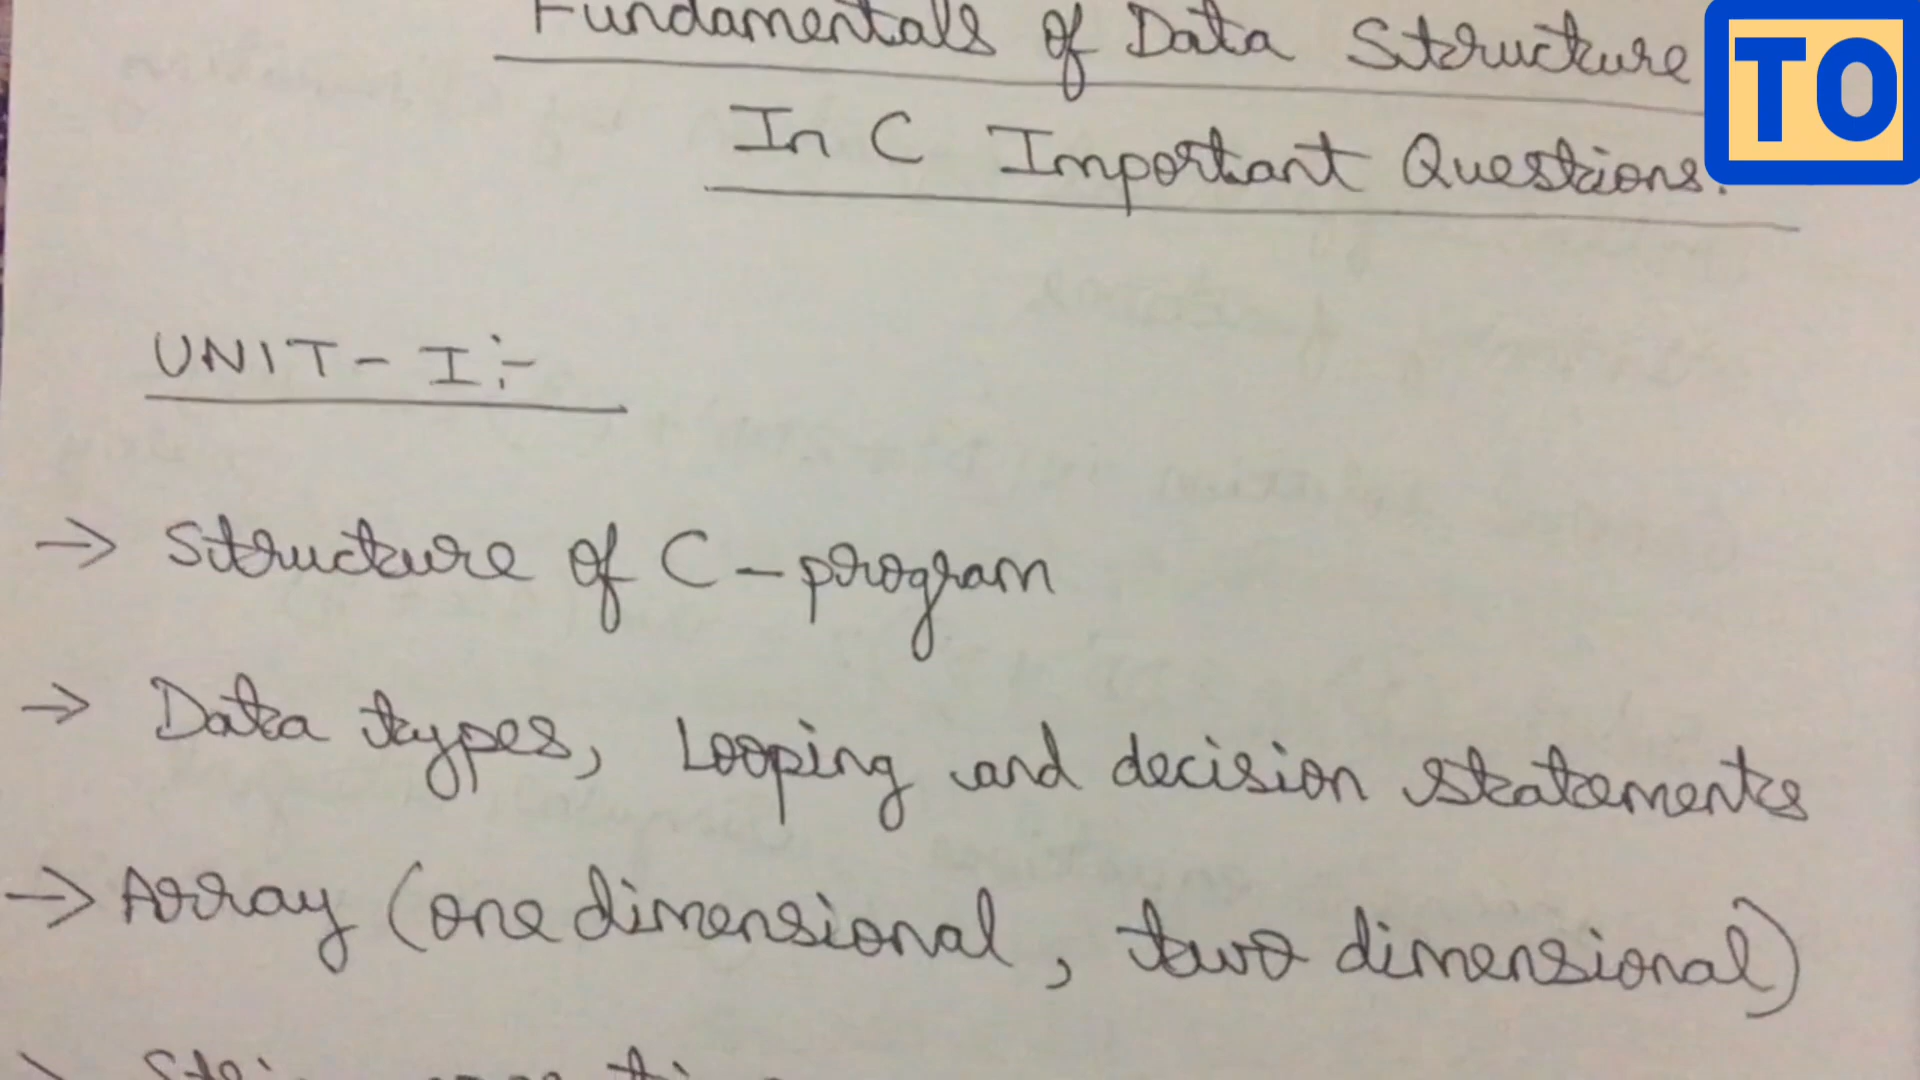 Fundamentals of Data Structure
TO
In C Important Questions.
UNIT - I :-
→ Structure of C - program
→ Data types, Looping and decision statements
→ Array (one dimensional, two dimensional)